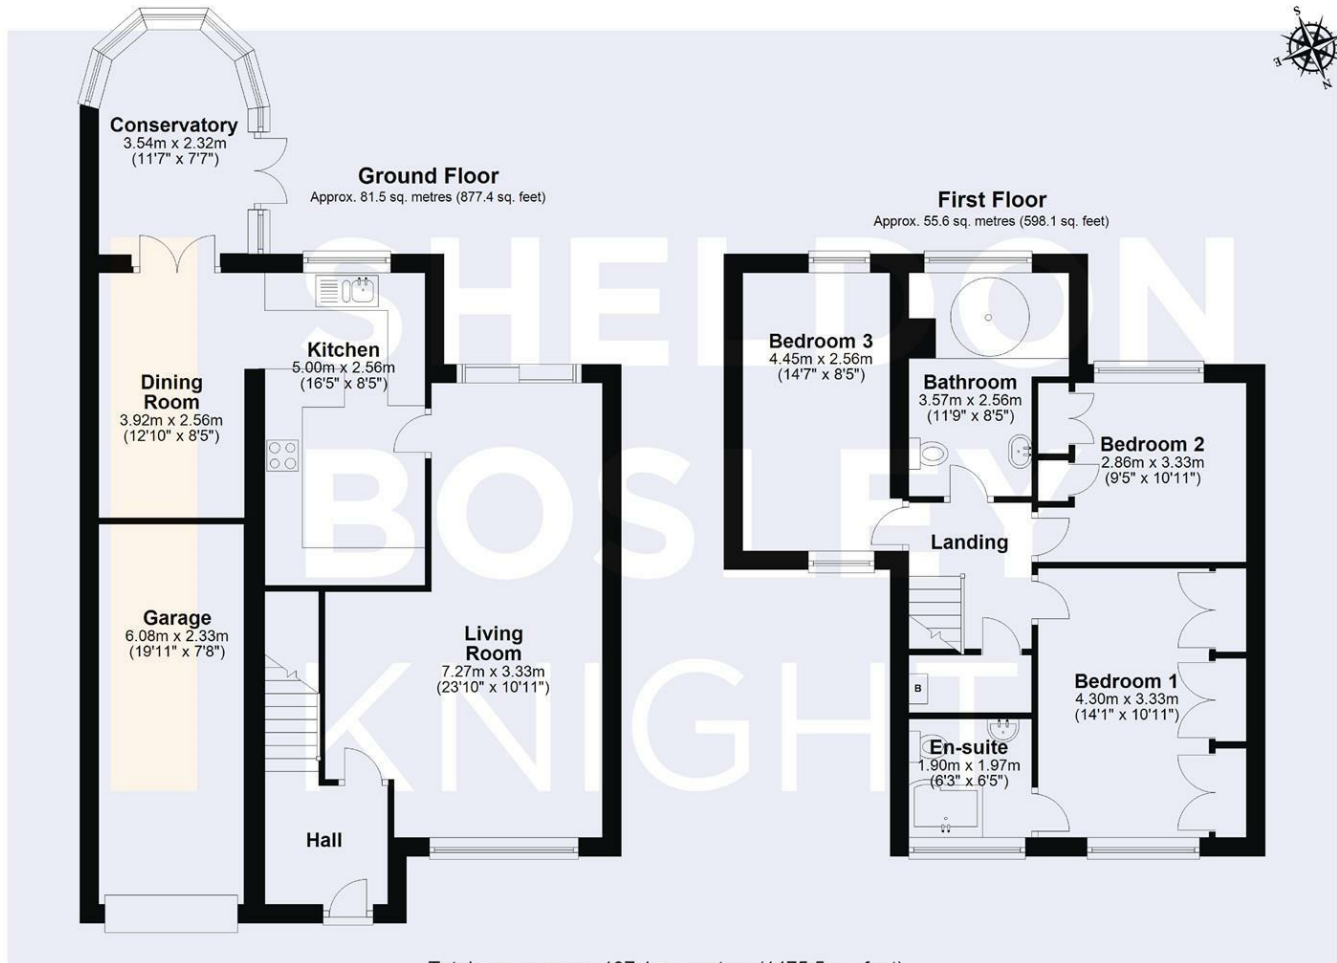 S
E
N
Conservatory
3.54m x 2.32m
(11'7" x 7'7")
Ground Floor
Approx. 81.5 sq. metres (877.4 sq. feet)
Kitchen
5.00m x 2.56m
(16'5" x 8'5")
Dining
Room
3.92m x 2.56m
(12'10" x 8'5")
Garage
6.08m x 2.33m
(19'11" x 7'8")
Living
Room
7.27m x 3.33m
(23'10" x 10'11")
Hall
First Floor
Approx. 55.6 sq. metres (598.1 sq. feet)
Bedroom 3
4.45m x 2.56m
(14'7" x 8'5")
Bathroom
3.57m x 2.56m
(11'9" x 8'5")
Bedroom 2
2.86m x 3.33m
(9'5" x 10'11")
Landing
B
Bedroom 1
4.30m x 3.33m
(14'1" x 10'11")
En-suite
1.90m x 1.97m
(6'3" x 6'5")
SHELDON
BOSLEY
KNIGHT